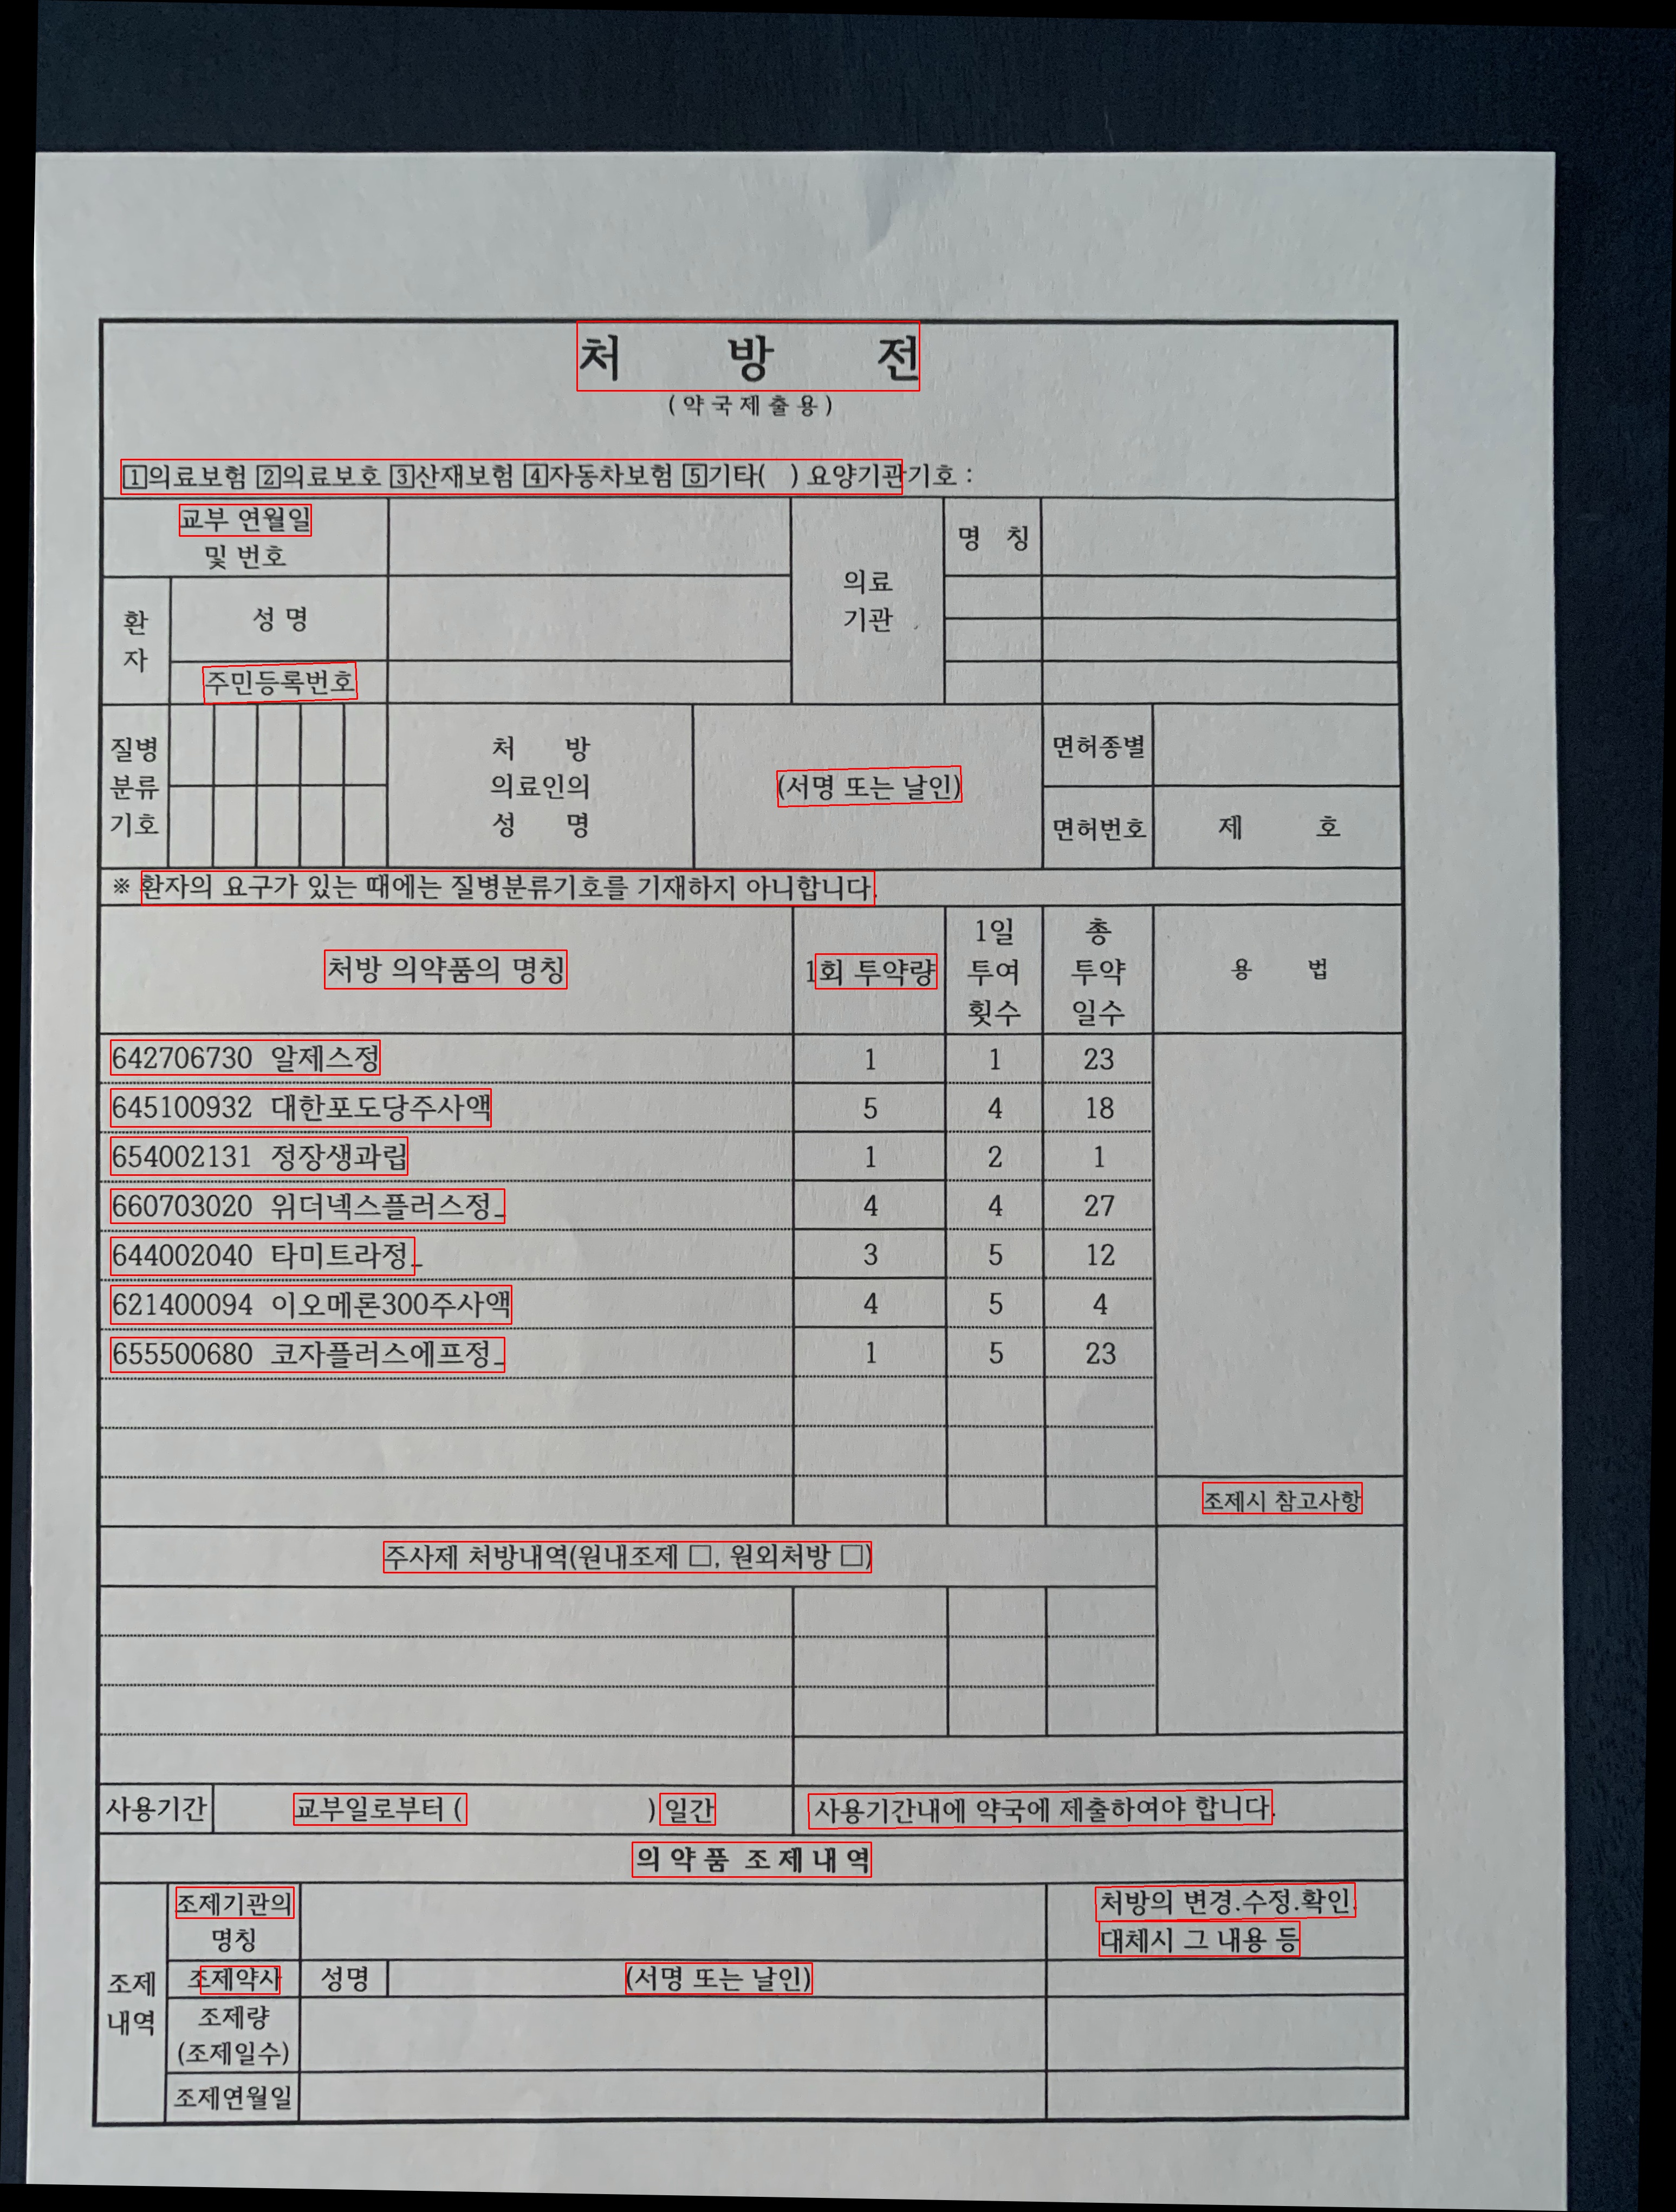 처 방 전
(약국제출용)
1의료보험 2의료보호 3산재보험 4자동차보험 5기타( ) 요양기관기호 :
교부 연월일
및 번호
의료
기관
명 칭
환
자
성 명
주민등록번호
질병
분류
기호
처 방
의료인의
성 명
(서명 또는 날인)
면허종별
면허번호
제 호
※ 환자의 요구가 있는 때에는 질병분류기호를 기재하지 아니합니다.
처방 의약품의 명칭
1회 투약량
1일
투여
횟수
총
투약
일수
용 법
642706730 알제스정 1 1 23
645100932 대한포도당주사액 5 4 18
654002131 정장생과립 1 2 1
660703020 위더넥스플러스정_ 4 4 27
644002040 타미트라정_ 3 5 12
621400094 이오메론300주사액 4 5 4
655500680 코자플러스에프정_ 1 5 23
조제시 참고사항
주사제 처방내역(원내조제 □, 원외처방 □)
사용기간 교부일로부터 ( ) 일간 사용기간내에 약국에 제출하여야 합니다.
의 약 품 조 제 내 역
조제
내역
조제기관의
명칭
처방의 변경.수정.확인.
대체시 그 내용 등
조제약사 성명 (서명 또는 날인)
조제량
(조제일수)
조제연월일